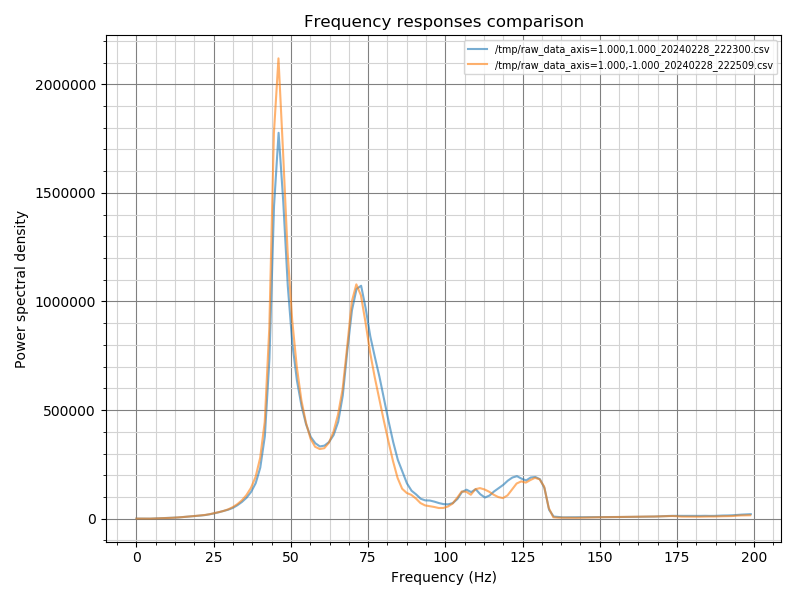 Frequency responses comparison
/tmp/raw_data_axis=1.000,1.000_20240228_222300.csv
/tmp/raw_data_axis=1.000,-1.000_20240228_222509.csv
2000000
1500000
1000000
500000
0
Power spectral density
0 25 50 75 100 125 150 175 200
Frequency (Hz)